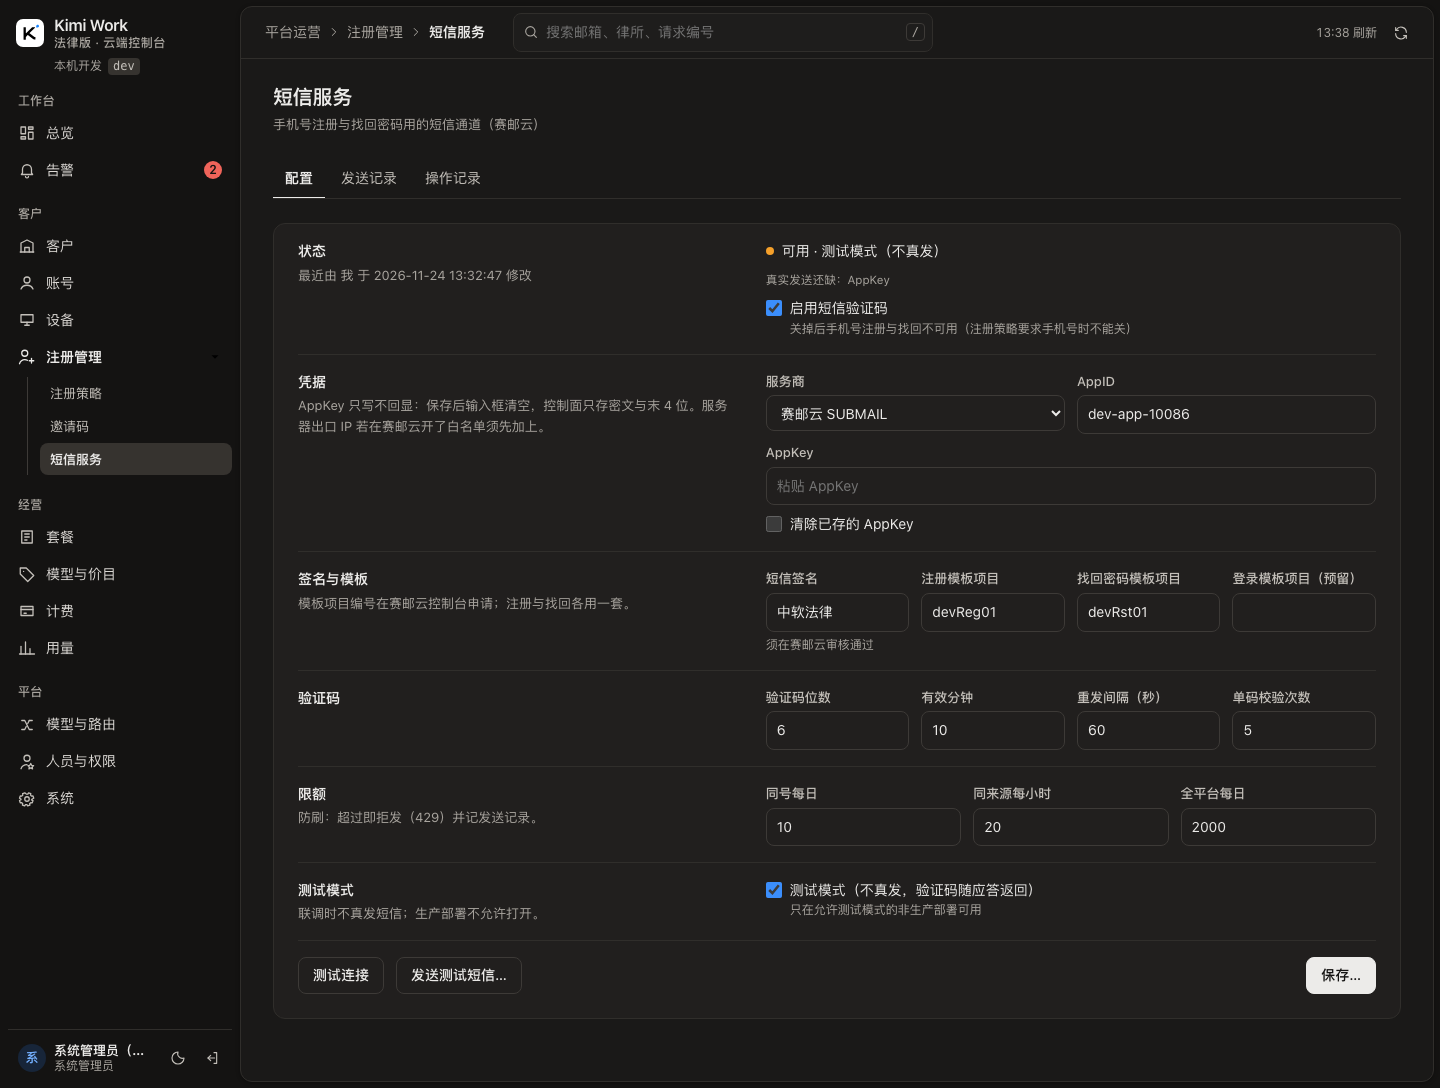 Kimi Work
法律版 · 云端控制台
本机开发 dev
工作台
总览
告警 2
客户
客户
账号
设备
注册管理
注册策略
邀请码
短信服务
经营
套餐
模型与价目
计费
用量
平台
模型与路由
人员与权限
系统
系 系统管理员（...
系统管理员
平台运营 > 注册管理 > 短信服务
搜索邮箱、律所、请求编号 /
13:38 刷新
短信服务
手机号注册与找回密码用的短信通道（赛邮云）
配置 发送记录 操作记录
状态
最近由 我 于 2026-11-24 13:32:47 修改
可用 · 测试模式（不真发）
真实发送还缺：AppKey
启用短信验证码
关掉后手机号注册与找回不可用（注册策略要求手机号时不能关）
凭据
AppKey 只写不回显：保存后输入框清空，控制面只存密文与末 4 位。服务
器出口 IP 若在赛邮云开了白名单须先加上。
服务商 AppID
赛邮云 SUBMAIL dev-app-10086
AppKey
粘贴 AppKey
清除已存的 AppKey
签名与模板
模板项目编号在赛邮云控制台申请；注册与找回各用一套。
短信签名 注册模板项目 找回密码模板项目 登录模板项目（预留）
中软法律 devReg01 devRst01
须在赛邮云审核通过
验证码
验证码位数 有效分钟 重发间隔（秒） 单码校验次数
6 10 60 5
限额
防刷：超过即拒发（429）并记发送记录。
同号每日 同来源每小时 全平台每日
10 20 2000
测试模式
联调时不真发短信；生产部署不允许打开。
测试模式（不真发，验证码随应答返回）
只在允许测试模式的非生产部署可用
测试连接 发送测试短信... 保存...